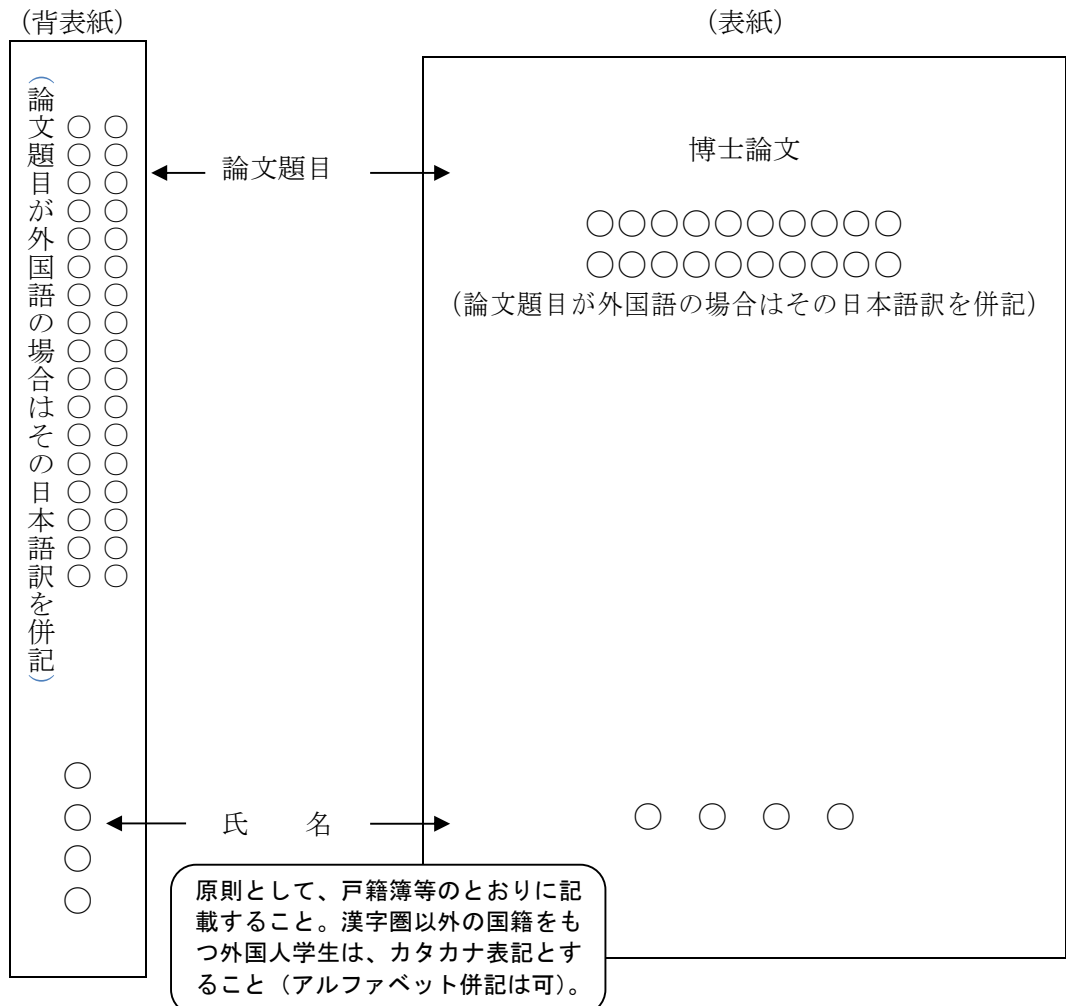 （背表紙）
○○○○○○○○○○○○○○○○○
○○○○○○○○○○○○○○○○○
（論文題目が外国語の場合はその日本語訳を併記）
○○○○
論文題目
氏　　名
（表紙）
博士論文
○○○○○○○○○○
○○○○○○○○○○
（論文題目が外国語の場合はその日本語訳を併記）
○　○　○　○
原則として、戸籍簿等のとおりに記
載すること。漢字圏以外の国籍をも
つ外国人学生は、カタカナ表記とす
ること（アルファベット併記は可）。